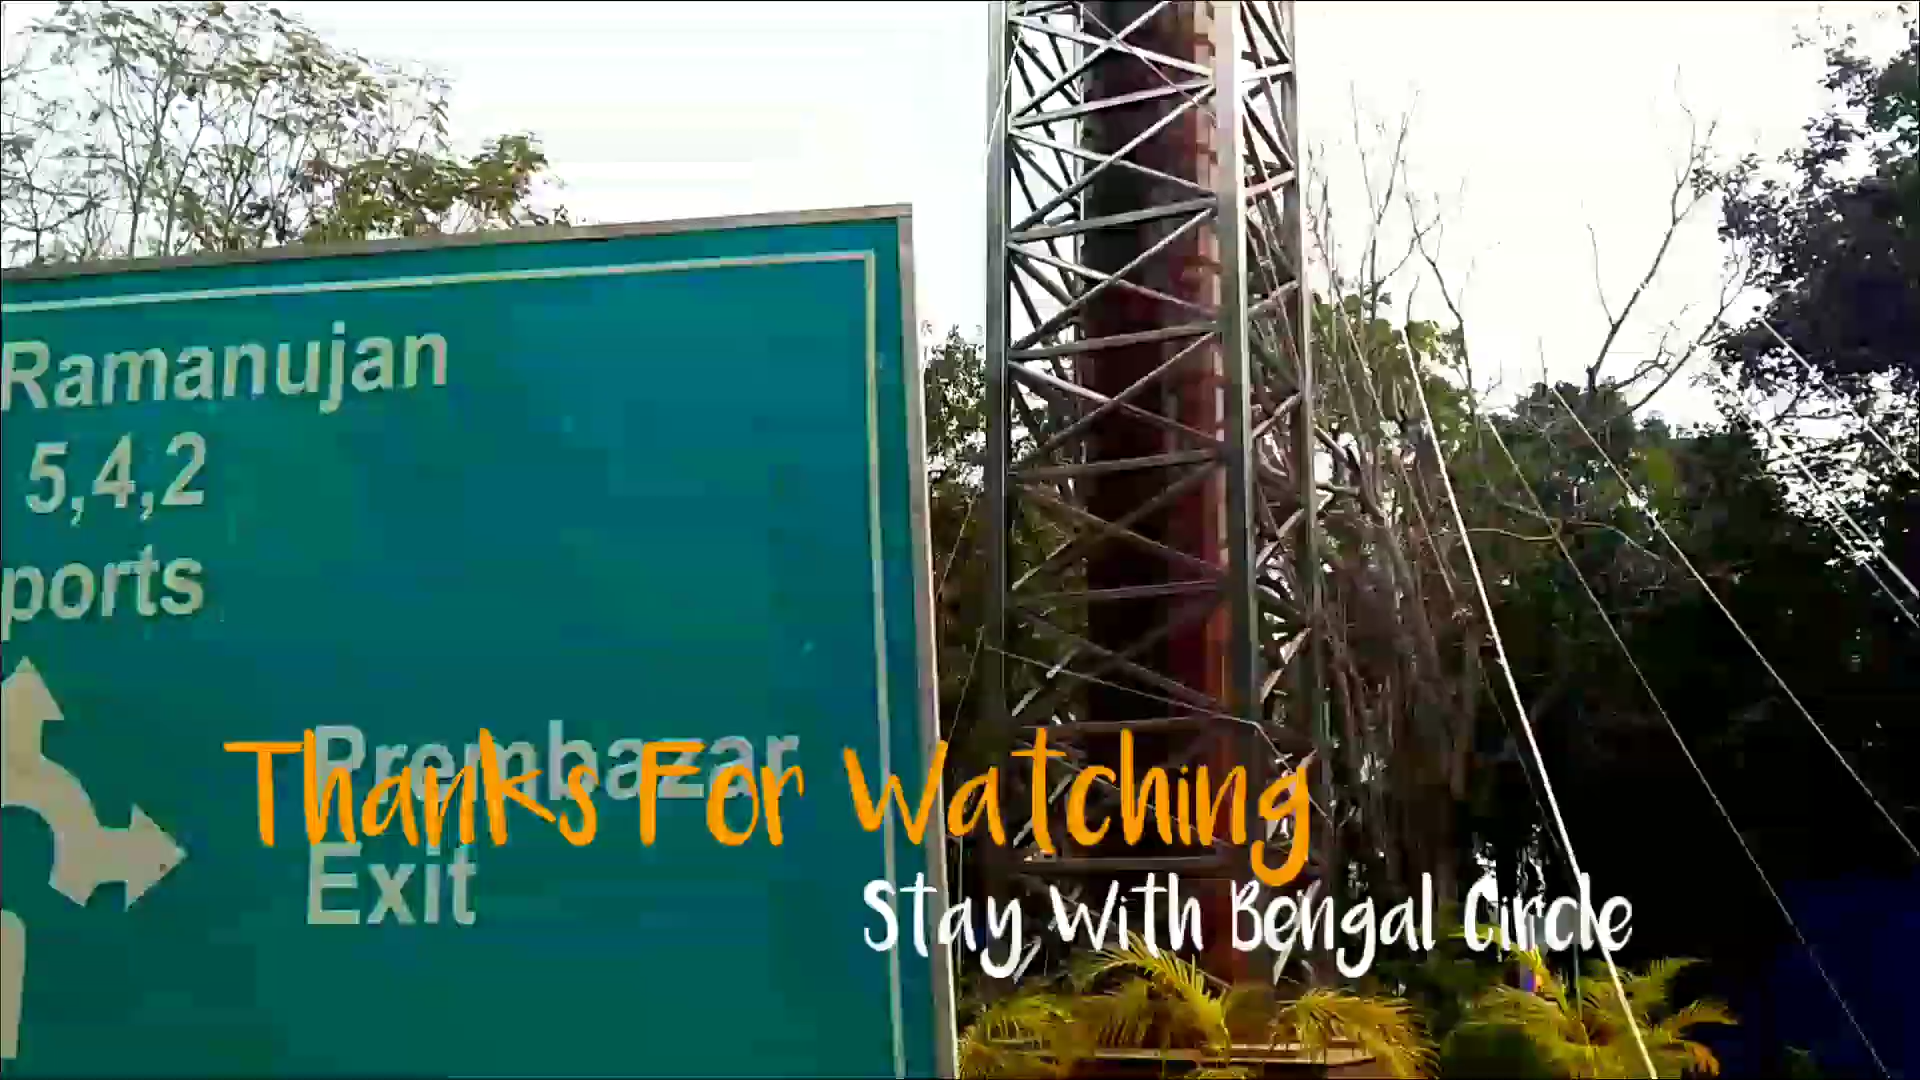 Ramanujan
5,4,2
ports
Prembazar
Exit
Thanks For Watching
Stay With Bengal Circle